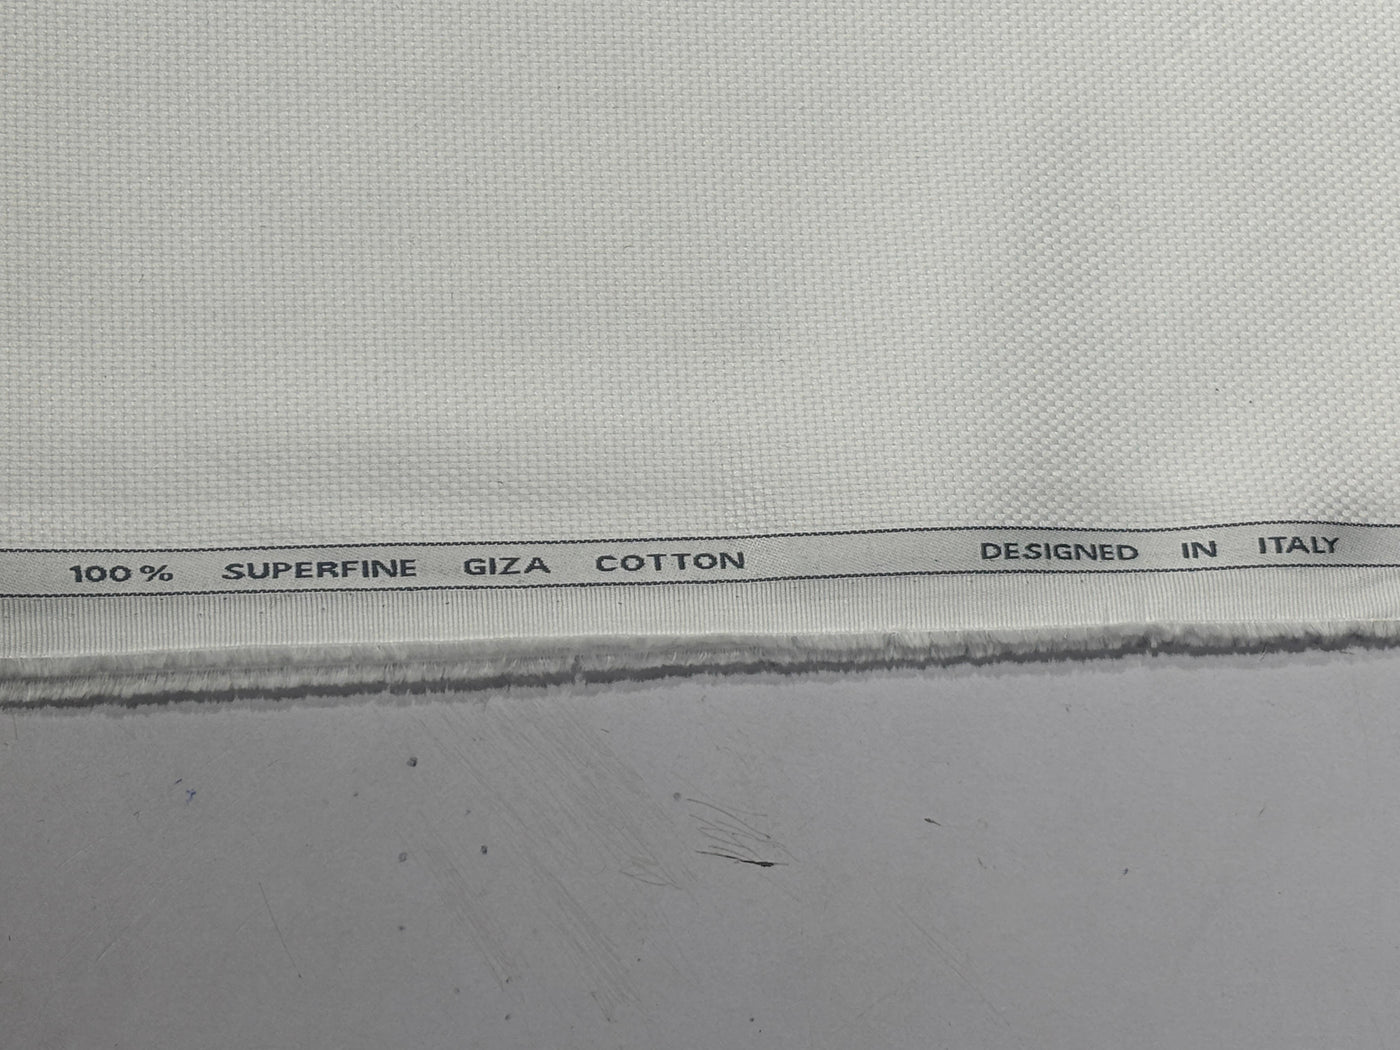 100% SUPERFINE GIZA COTTON DESIGNED IN ITALY